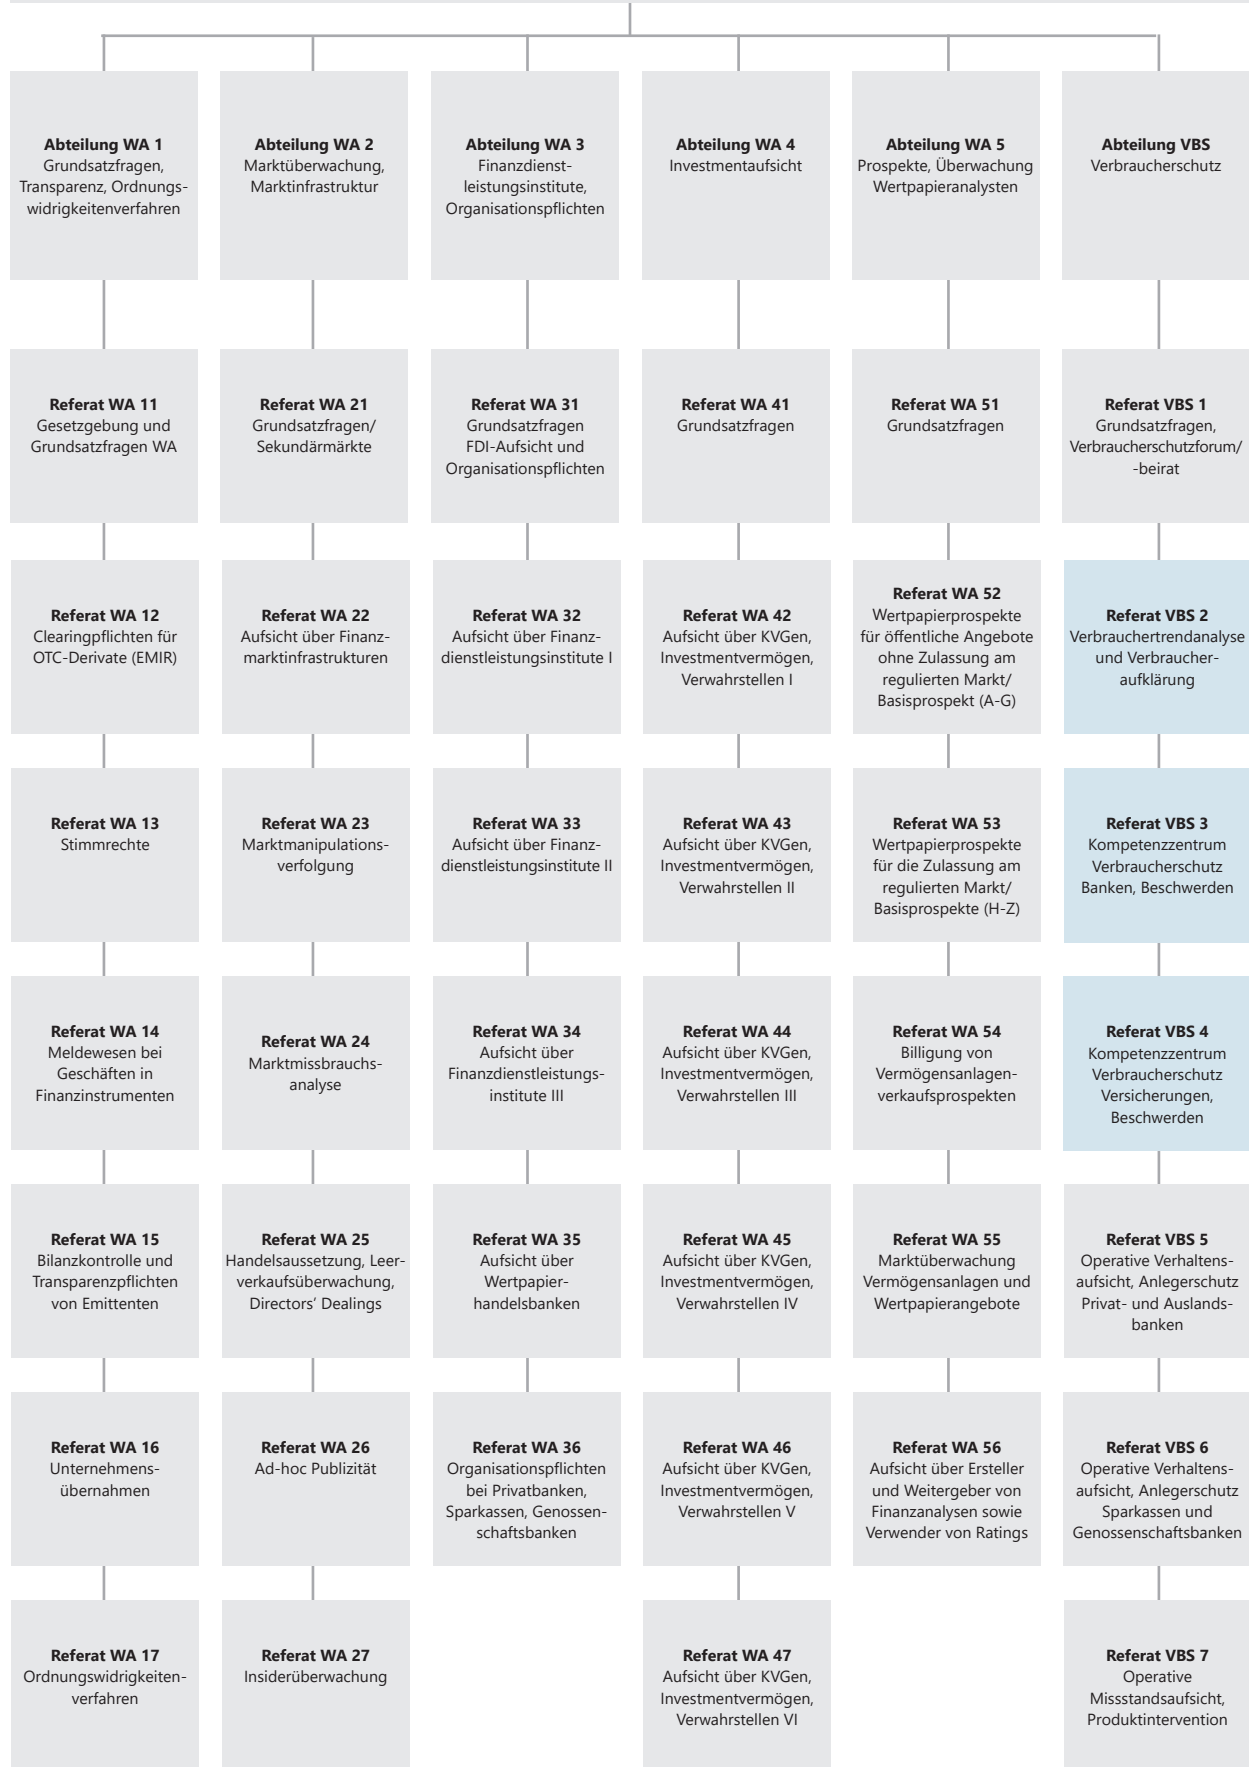 Abteilung WA 1
Grundsatzfragen,
Transparenz, Ordnungs-
widrigkeitenverfahren
Abteilung WA 2
Marktüberwachung,
Marktinfrastruktur
Abteilung WA 3
Finanzdienst-
leistungsinstitute,
Organisationspflichten
Abteilung WA 4
Investmentaufsicht
Abteilung WA 5
Prospekte, Überwachung
Wertpapieranalysten
Abteilung VBS
Verbraucherschutz
Referat WA 11
Gesetzgebung und
Grundsatzfragen WA
Referat WA 21
Grundsatzfragen/
Sekundärmärkte
Referat WA 31
Grundsatzfragen
FDI-Aufsicht und
Organisationspflichten
Referat WA 41
Grundsatzfragen
Referat WA 51
Grundsatzfragen
Referat VBS 1
Grundsatzfragen,
Verbraucherschutzforum/
-beirat
Referat WA 12
Clearingpflichten für
OTC-Derivate (EMIR)
Referat WA 22
Aufsicht über Finanz-
marktinfrastrukturen
Referat WA 32
Aufsicht über Finanz-
dienstleistungsinstitute I
Referat WA 42
Aufsicht über KVGen,
Investmentvermögen,
Verwahrstellen I
Referat WA 52
Wertpapierprospekte
für öffentliche Angebote
ohne Zulassung am
regulierten Markt/
Basisprospekt (A-G)
Referat VBS 2
Verbrauchertrendanalyse
und Verbraucher-
aufklärung
Referat WA 13
Stimmrechte
Referat WA 23
Marktmanipulations-
verfolgung
Referat WA 33
Aufsicht über Finanz-
dienstleistungsinstitute II
Referat WA 43
Aufsicht über KVGen,
Investmentvermögen,
Verwahrstellen II
Referat WA 53
Wertpapierprospekte
für die Zulassung am
regulierten Markt/
Basisprospekte (H-Z)
Referat VBS 3
Kompetenzzentrum
Verbraucherschutz
Banken, Beschwerden
Referat WA 14
Meldewesen bei
Geschäften in
Finanzinstrumenten
Referat WA 24
Marktmissbrauchs-
analyse
Referat WA 34
Aufsicht über
Finanzdienstleistungs-
institute III
Referat WA 44
Aufsicht über KVGen,
Investmentvermögen,
Verwahrstellen III
Referat WA 54
Billigung von
Vermögensanlagen-
verkaufsprospekten
Referat VBS 4
Kompetenzzentrum
Verbraucherschutz
Versicherungen,
Beschwerden
Referat WA 15
Bilanzkontrolle und
Transparenzpflichten
von Emittenten
Referat WA 25
Handelsaussetzung, Leer-
verkaufsüberwachung,
Directors’ Dealings
Referat WA 35
Aufsicht über
Wertpapier-
handelsbanken
Referat WA 45
Aufsicht über KVGen,
Investmentvermögen,
Verwahrstellen IV
Referat WA 55
Marktüberwachung
Vermögensanlagen und
Wertpapierangebote
Referat VBS 5
Operative Verhaltens-
aufsicht, Anlegerschutz
Privat- und Auslands-
banken
Referat WA 16
Unternehmens-
übernahmen
Referat WA 26
Ad-hoc Publizität
Referat WA 36
Organisationspflichten
bei Privatbanken,
Sparkassen, Genossen-
schaftsbanken
Referat WA 46
Aufsicht über KVGen,
Investmentvermögen,
Verwahrstellen V
Referat WA 56
Aufsicht über Ersteller
und Weitergeber von
Finanzanalysen sowie
Verwender von Ratings
Referat VBS 6
Operative Verhaltens-
aufsicht, Anlegerschutz
Sparkassen und
Genossenschaftsbanken
Referat WA 17
Ordnungswidrigkeiten-
verfahren
Referat WA 27
Insiderüberwachung
Referat WA 47
Aufsicht über KVGen,
Investmentvermögen,
Verwahrstellen VI
Referat VBS 7
Operative
Missstandsaufsicht,
Produktintervention